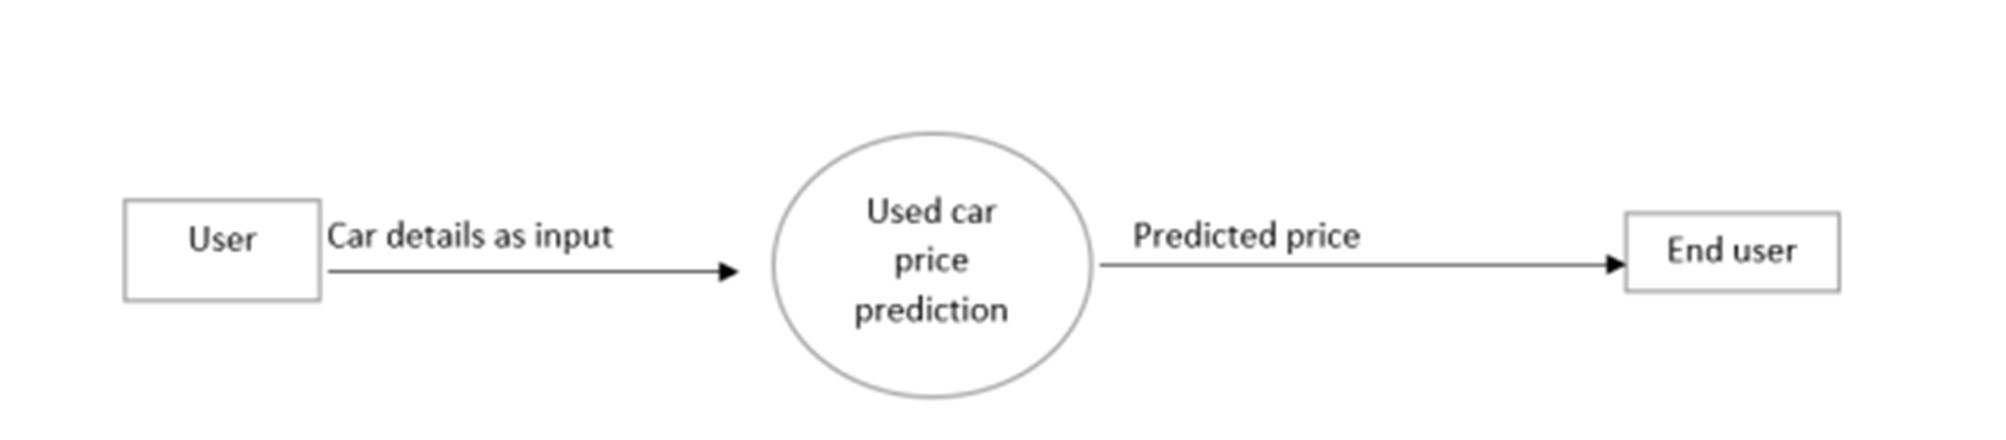 User
Car details as input
Used car
price
prediction
Predicted price
End user